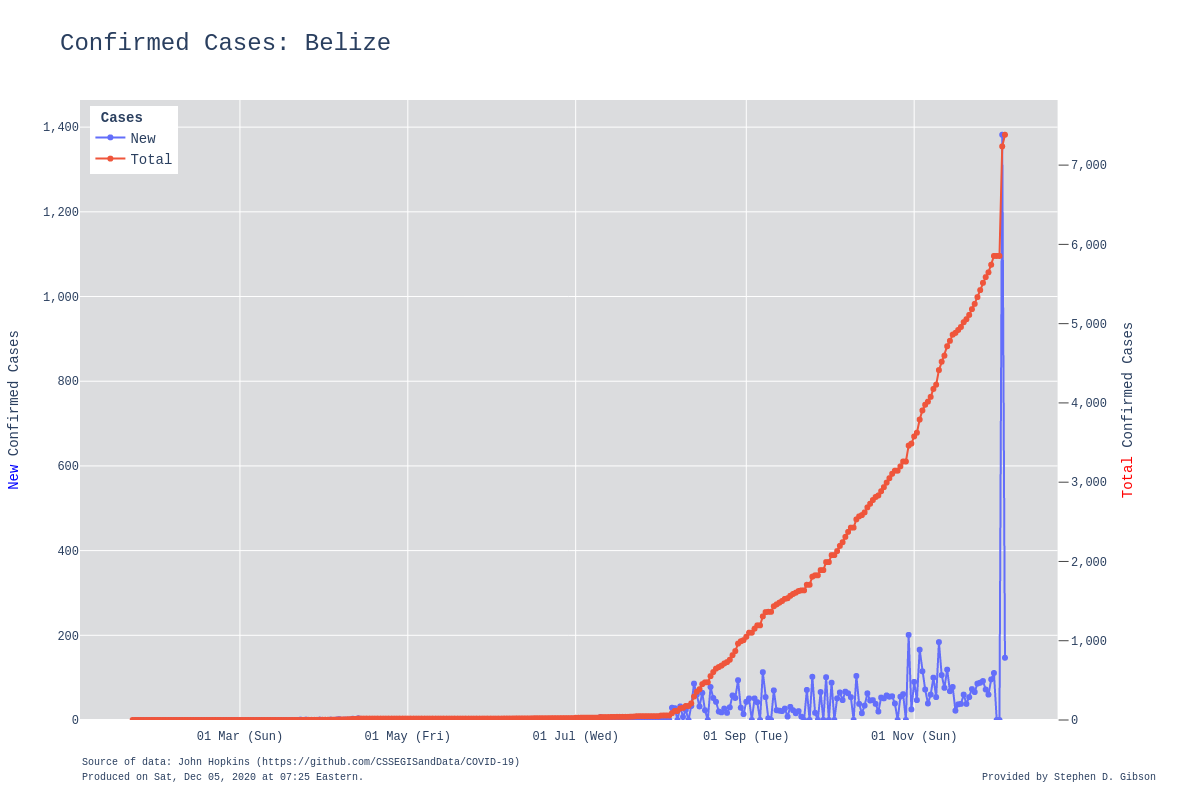 Confirmed Cases: Belize
Cases
New
Total
1,400
1,200
1,000
800
600
400
200
0
7,000
6,000
5,000
4,000
3,000
2,000
1,000
0
New Confirmed Cases
Total Confirmed Cases
01 Mar (Sun)
01 May (Fri)
01 Jul (Wed)
01 Sep (Tue)
01 Nov (Sun)
Source of data: John Hopkins (https://github.com/CSSEGISandData/COVID-19)
Produced on Sat, Dec 05, 2020 at 07:25 Eastern.
Provided by Stephen D. Gibson